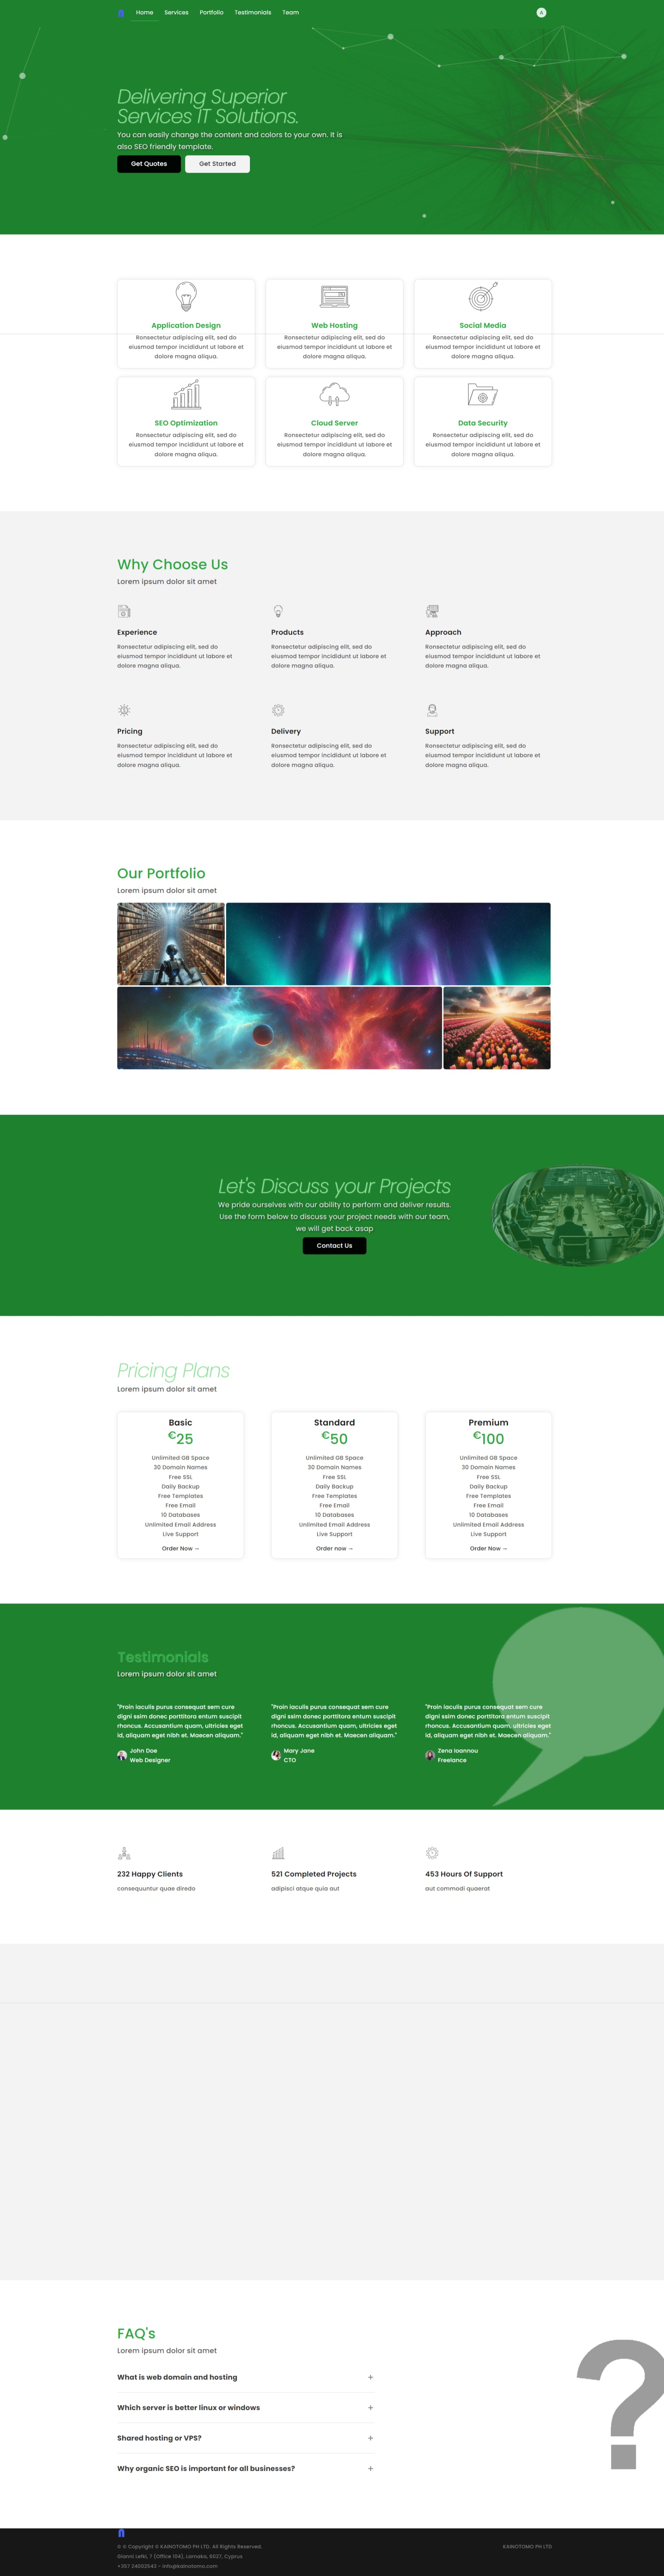 Home Services Portfolio Testimonials Team A
Delivering Superior
Services IT Solutions.
You can easily change the content and colors to your own. It is
also SEO friendly template.
Get Quotes Get Started
Application Design Web Hosting Social Media
Ronsectetur adipiscing elit, sed do Ronsectetur adipiscing elit, sed do Ronsectetur adipiscing elit, sed do
eiusmod tempor incididunt ut labore et eiusmod tempor incididunt ut labore et eiusmod tempor incididunt ut labore et
dolore magna aliqua. dolore magna aliqua. dolore magna aliqua.
SEO Optimization Cloud Server Data Security
Ronsectetur adipiscing elit, sed do Ronsectetur adipiscing elit, sed do Ronsectetur adipiscing elit, sed do
eiusmod tempor incididunt ut labore et eiusmod tempor incididunt ut labore et eiusmod tempor incididunt ut labore et
dolore magna aliqua. dolore magna aliqua. dolore magna aliqua.
Why Choose Us
Lorem ipsum dolor sit amet
Experience Products Approach
Ronsectetur adipiscing elit, sed do Ronsectetur adipiscing elit, sed do Ronsectetur adipiscing elit, sed do
eiusmod tempor incididunt ut labore et eiusmod tempor incididunt ut labore et eiusmod tempor incididunt ut labore et
dolore magna aliqua. dolore magna aliqua. dolore magna aliqua.
Pricing Delivery Support
Ronsectetur adipiscing elit, sed do Ronsectetur adipiscing elit, sed do Ronsectetur adipiscing elit, sed do
eiusmod tempor incididunt ut labore et eiusmod tempor incididunt ut labore et eiusmod tempor incididunt ut labore et
dolore magna aliqua. dolore magna aliqua. dolore magna aliqua.
Our Portfolio
Lorem ipsum dolor sit amet
Let's Discuss your Projects
We pride ourselves with our ability to perform and deliver results.
Use the form below to discuss your project needs with our team,
we will get back asap
Contact Us
Pricing Plans
Lorem ipsum dolor sit amet
Basic Standard Premium
€25 €50 €100
Unlimited GB Space Unlimited GB Space Unlimited GB Space
30 Domain Names 30 Domain Names 30 Domain Names
Free SSL Free SSL Free SSL
Daily Backup Daily Backup Daily Backup
Free Templates Free Templates Free Templates
Free Email Free Email Free Email
10 Databases 10 Databases 10 Databases
Unlimited Email Address Unlimited Email Address Unlimited Email Address
Live Support Live Support Live Support
Order Now → Order now → Order Now →
Testimonials
Lorem ipsum dolor sit amet
"Proin iaculis purus consequat sem cure "Proin iaculis purus consequat sem cure "Proin iaculis purus consequat sem cure
digni ssim donec porttitora entum suscipit digni ssim donec porttitora entum suscipit digni ssim donec porttitora entum suscipit
rhoncus. Accusantium quam, ultricies eget rhoncus. Accusantium quam, ultricies eget rhoncus. Accusantium quam, ultricies eget
id, aliquam eget nibh et. Maecen aliquam." id, aliquam eget nibh et. Maecen aliquam." id, aliquam eget nibh et. Maecen aliquam."
John Doe Mary Jane Zena Ioannou
Web Designer CTO Freelance
232 Happy Clients 521 Completed Projects 453 Hours Of Support
consequuntur quae diredo adipisci atque quia aut aut commodi quaerat
FAQ's
Lorem ipsum dolor sit amet
What is web domain and hosting +
Which server is better linux or windows +
Shared hosting or VPS? +
Why organic SEO is important for all businesses? +
?
© © Copyright © KAINOTOMO PH LTD. All Rights Reserved. KAINOTOMO PH LTD
Gianni Lefki, 7 (Office 104), Larnaka, 6027, Cyprus
+357 24003543 - info@kainotomo.com